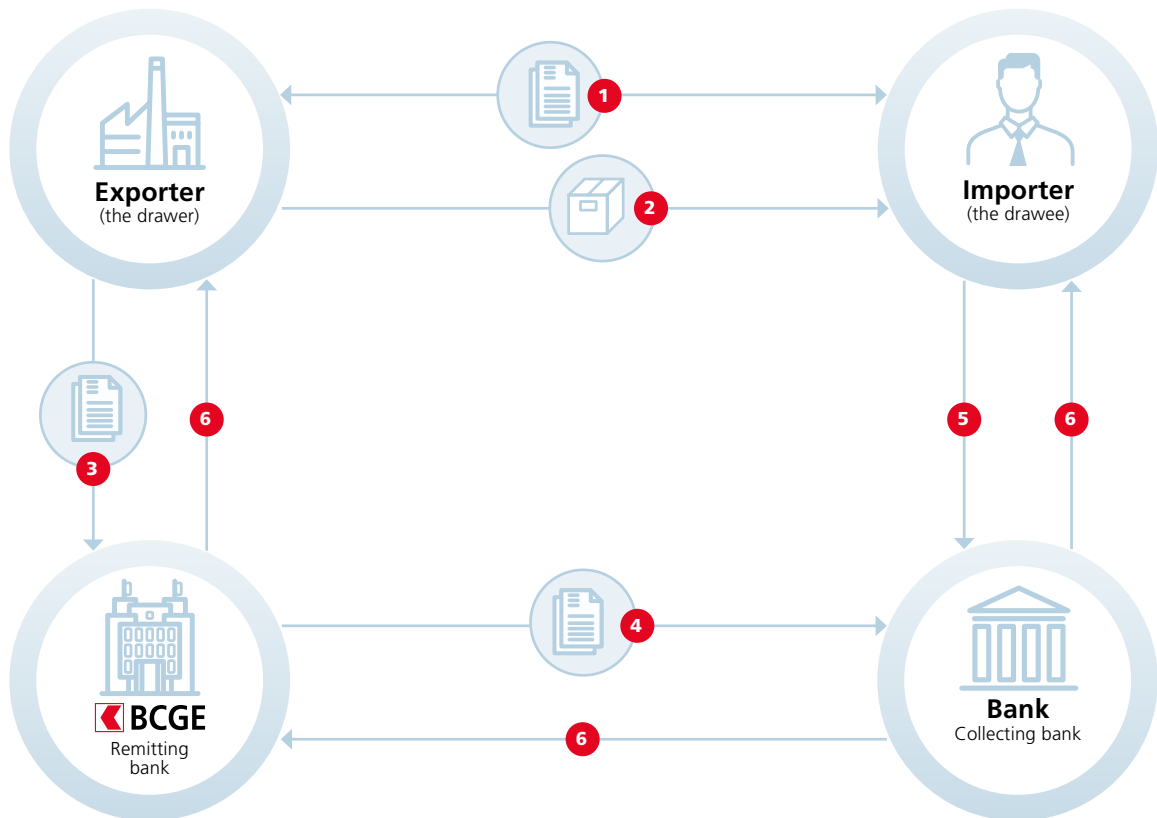 1
Exporter
(the drawer)
Importer
(the drawee)
2
3
6
5
6
4
BCGE
Remitting
bank
Bank
Collecting bank
6